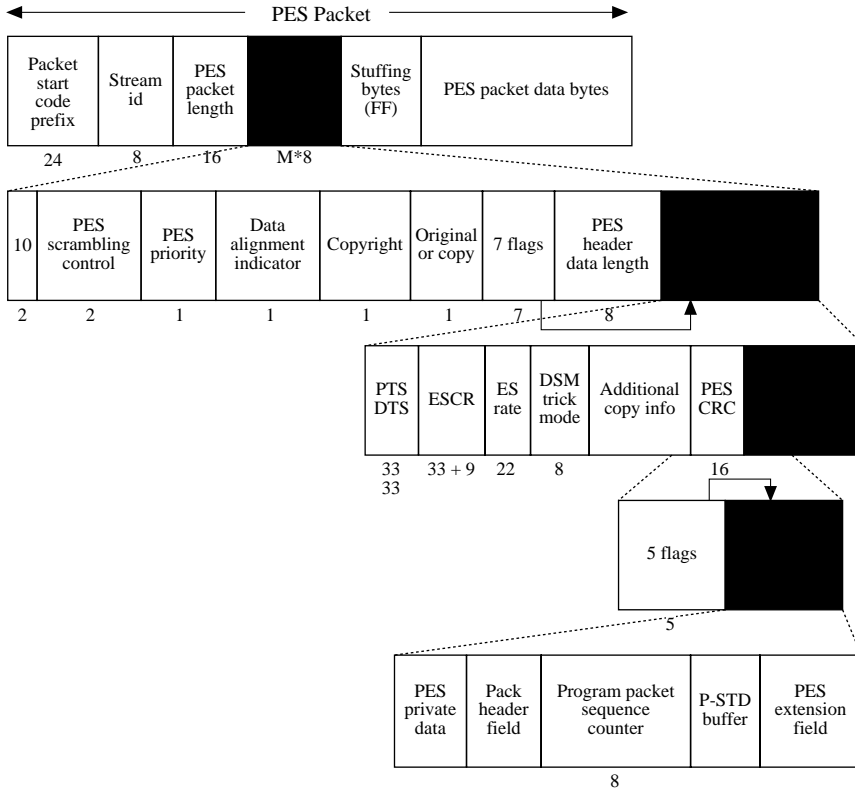 PES Packet
Packet
start
code
prefix
Stream
id
PES
packet
length
Stuffing
bytes
(FF)
PES packet data bytes
24
8
16
M*8
10
PES
scrambling
control
PES
priority
Data
alignment
indicator
Copyright
Original
or copy
7 flags
PES
header
data length
2
2
1
1
1
1
7
8
PTS
DTS
ESCR
ES
rate
DSM
trick
mode
Additional
copy info
PES
CRC
33
33
33 + 9
22
8
16
5 flags
5
PES
private
data
Pack
header
field
Program packet
sequence
counter
P-STD
buffer
PES
extension
field
8